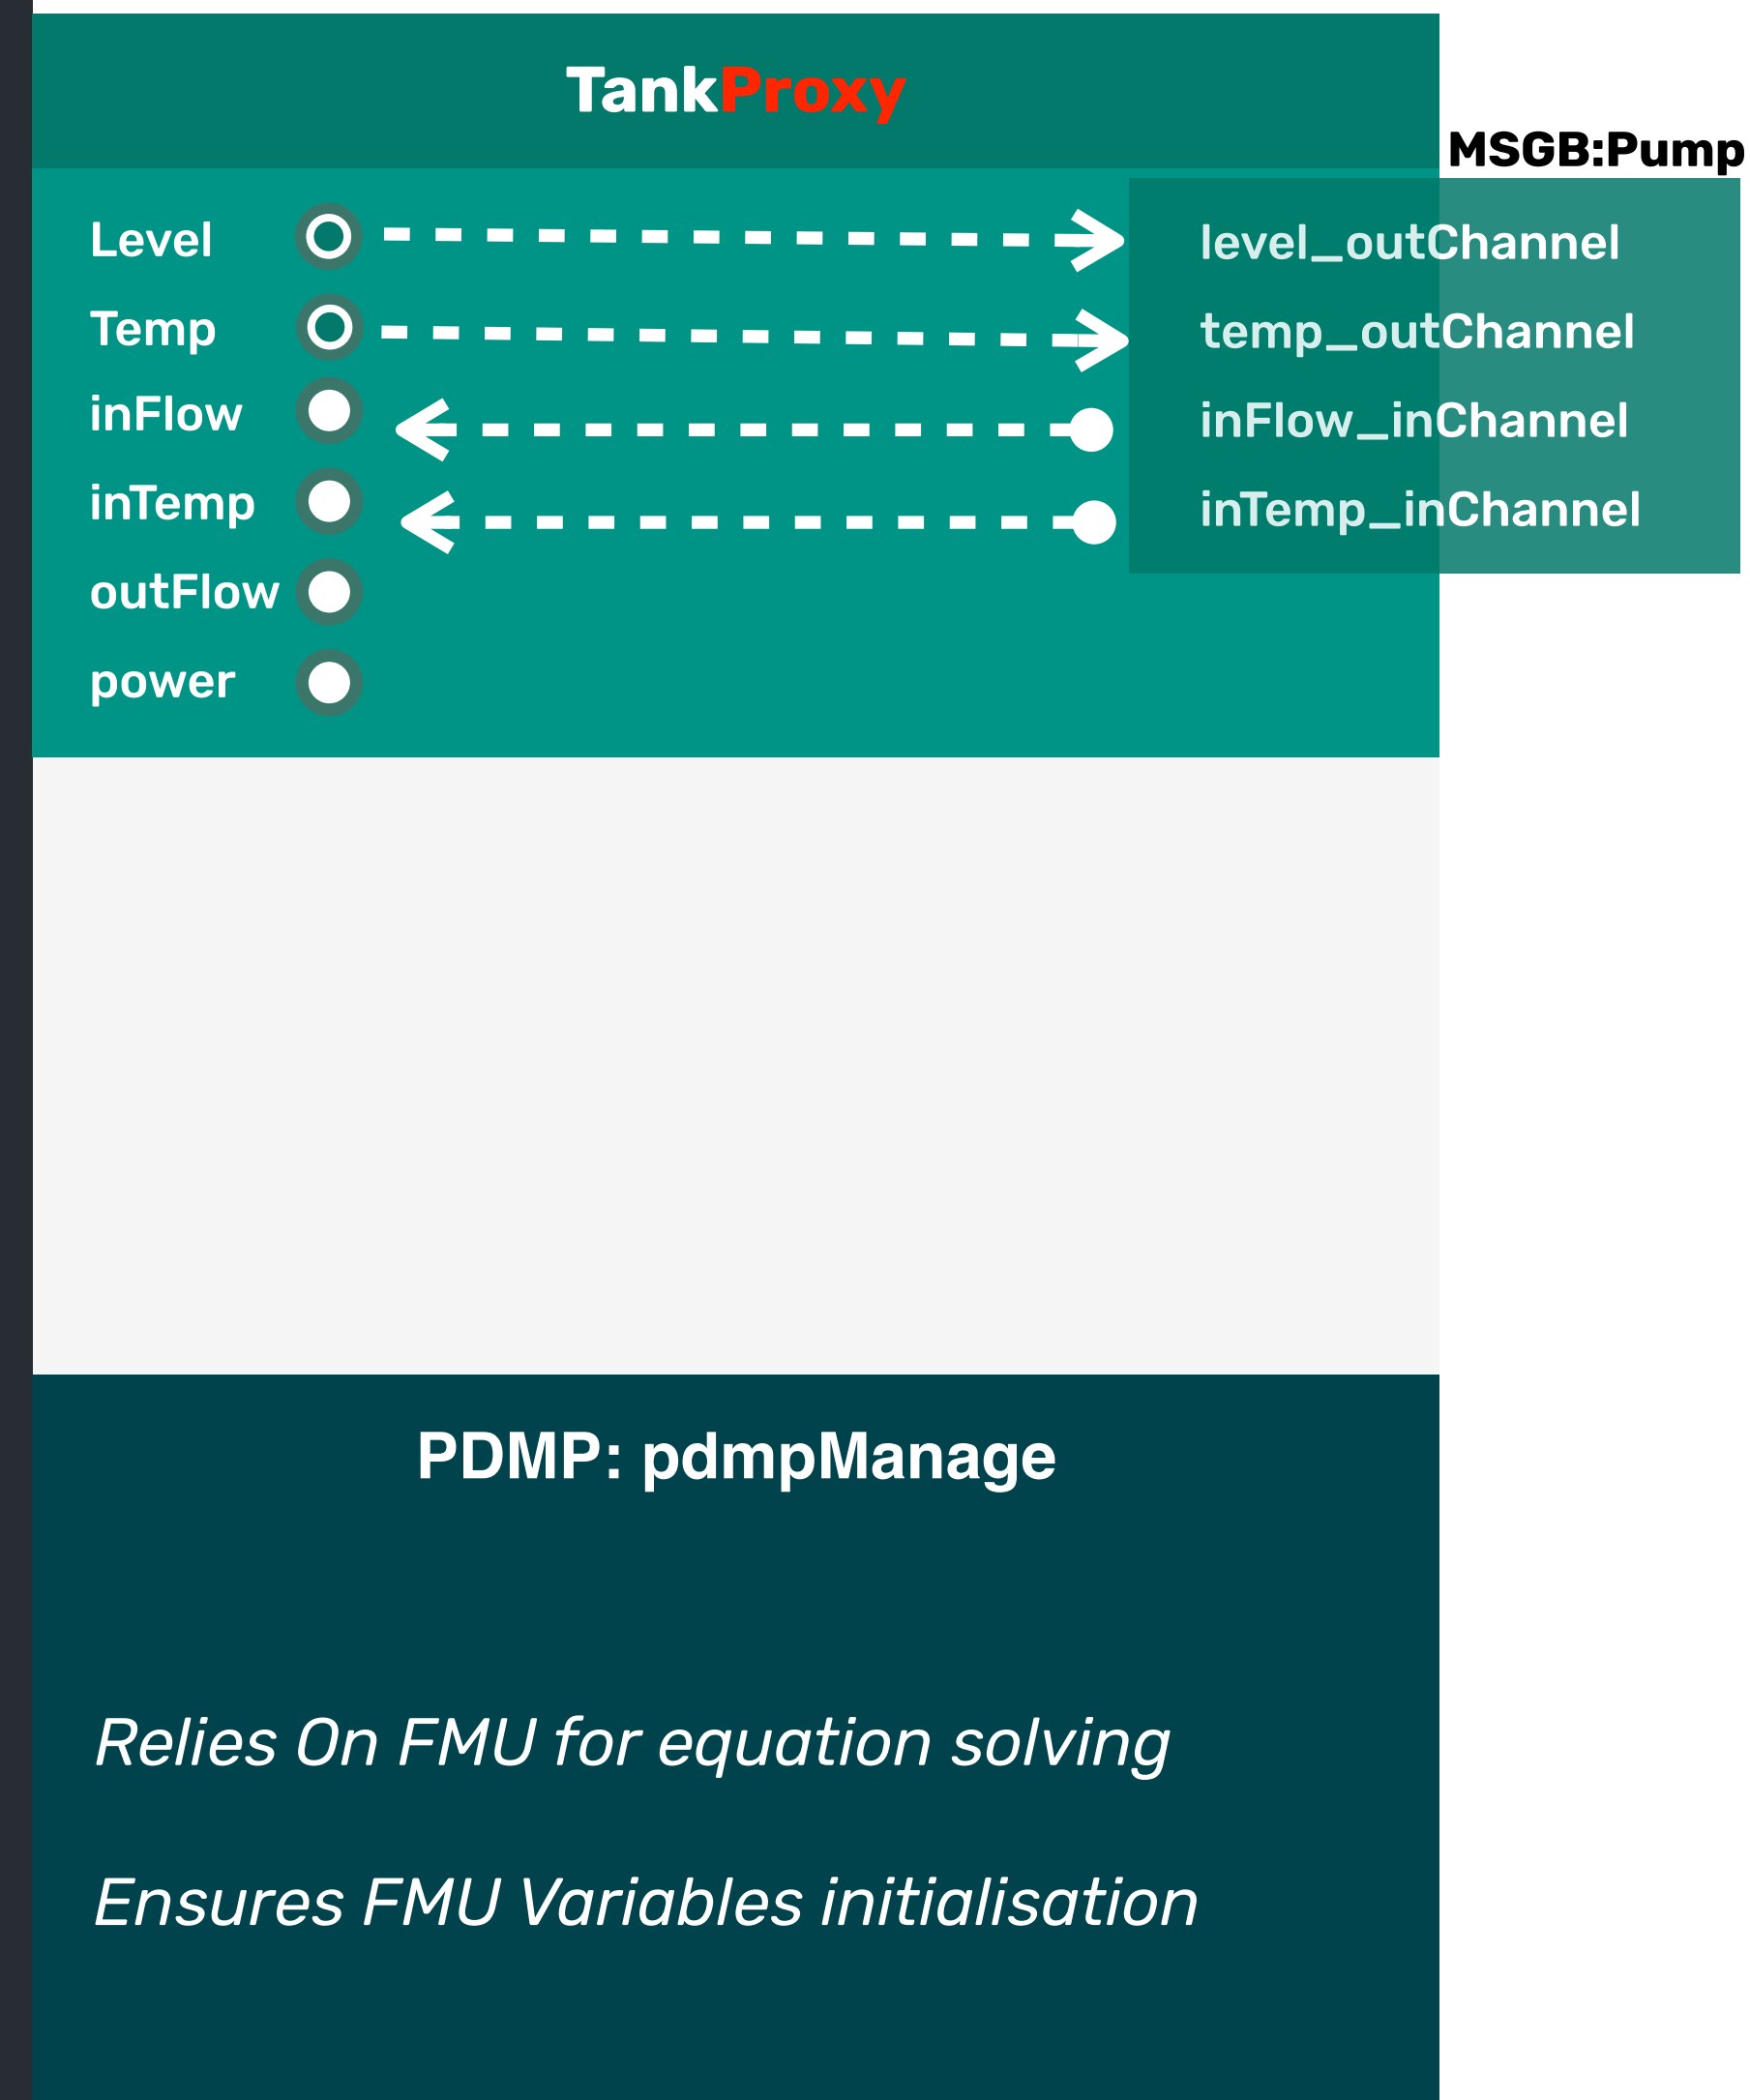 TankProxy
MSGB:Pump
Level
level_outChannel
Temp
temp_outChannel
inFlow
inFlow_inChannel
inTemp
inTemp_inChannel
outFlow
power
PDMP: pdmpManage
Relies On FMU for equation solving
Ensures FMU Variables initialisation